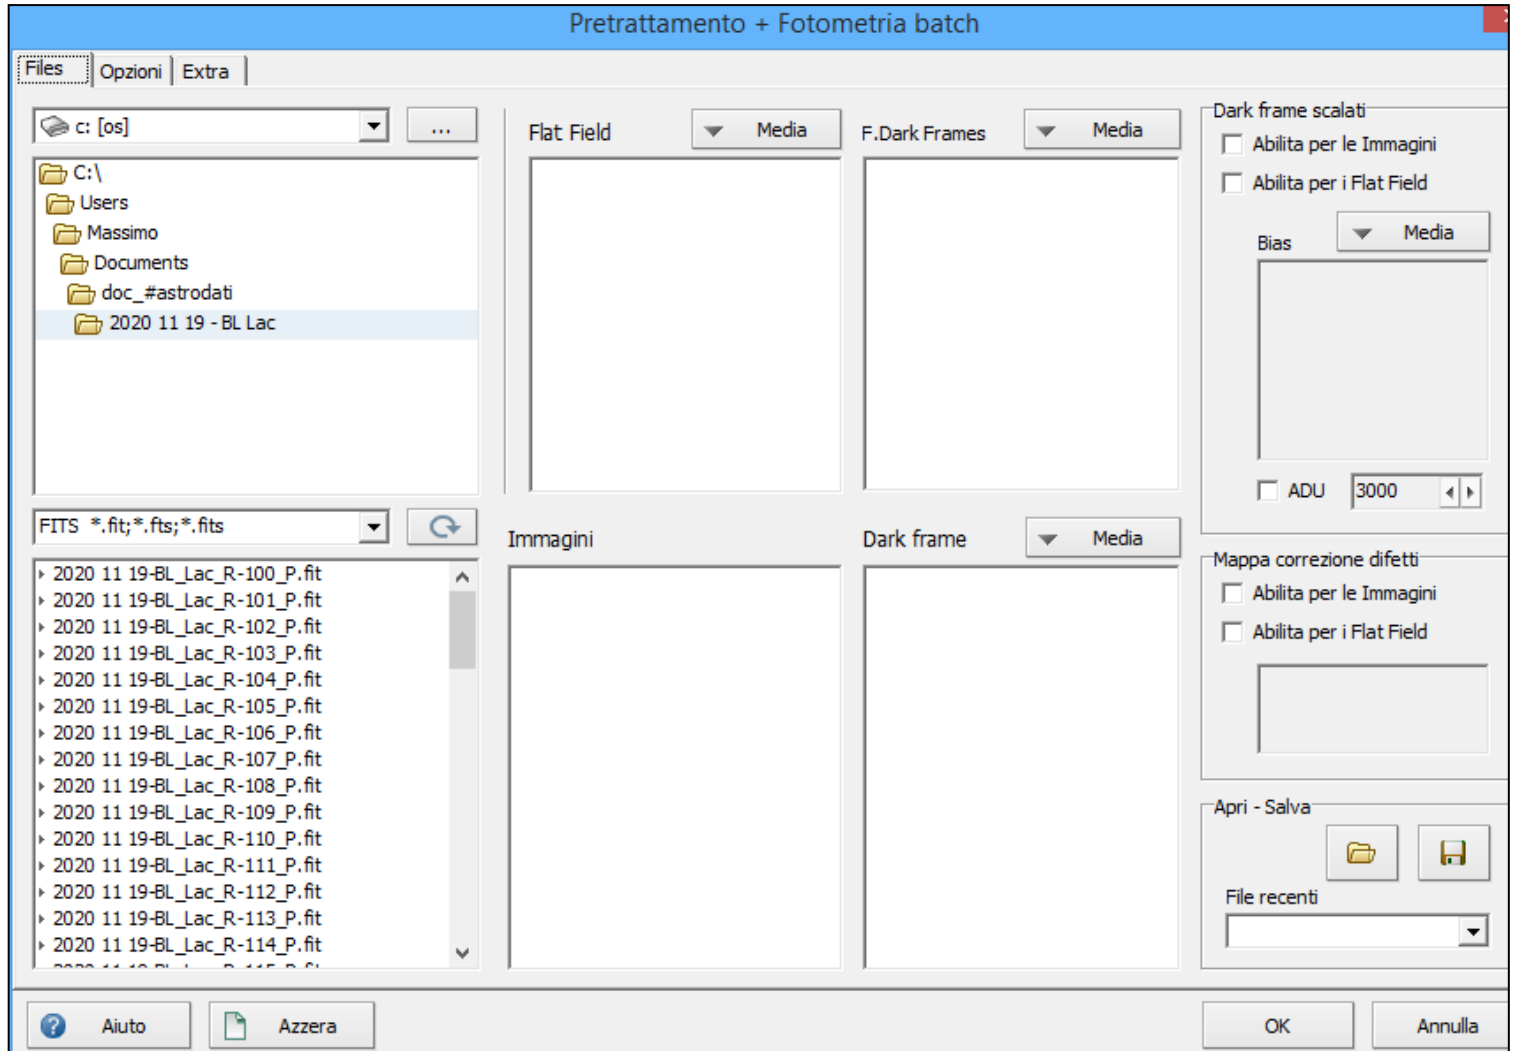 Pretrattamento + Fotometria batch
Files
Opzioni
Extra
c: [os]
...
C:\
Users
Massimo
Documents
doc_#astrodati
2020 11 19 - BL Lac
FITS *.fit;*.fts;*.fits
2020 11 19-BL_Lac_R-100_P.fit
2020 11 19-BL_Lac_R-101_P.fit
2020 11 19-BL_Lac_R-102_P.fit
2020 11 19-BL_Lac_R-103_P.fit
2020 11 19-BL_Lac_R-104_P.fit
2020 11 19-BL_Lac_R-105_P.fit
2020 11 19-BL_Lac_R-106_P.fit
2020 11 19-BL_Lac_R-107_P.fit
2020 11 19-BL_Lac_R-108_P.fit
2020 11 19-BL_Lac_R-109_P.fit
2020 11 19-BL_Lac_R-110_P.fit
2020 11 19-BL_Lac_R-111_P.fit
2020 11 19-BL_Lac_R-112_P.fit
2020 11 19-BL_Lac_R-113_P.fit
2020 11 19-BL_Lac_R-114_P.fit
Flat Field
Media
F.Dark Frames
Media
Immagini
Dark frame
Media
Dark frame scalati
Abilita per le Immagini
Abilita per i Flat Field
Bias
Media
ADU
3000
Mappa correzione difetti
Abilita per le Immagini
Abilita per i Flat Field
Apri - Salva
File recenti
Aiuto
Azzera
OK
Annulla